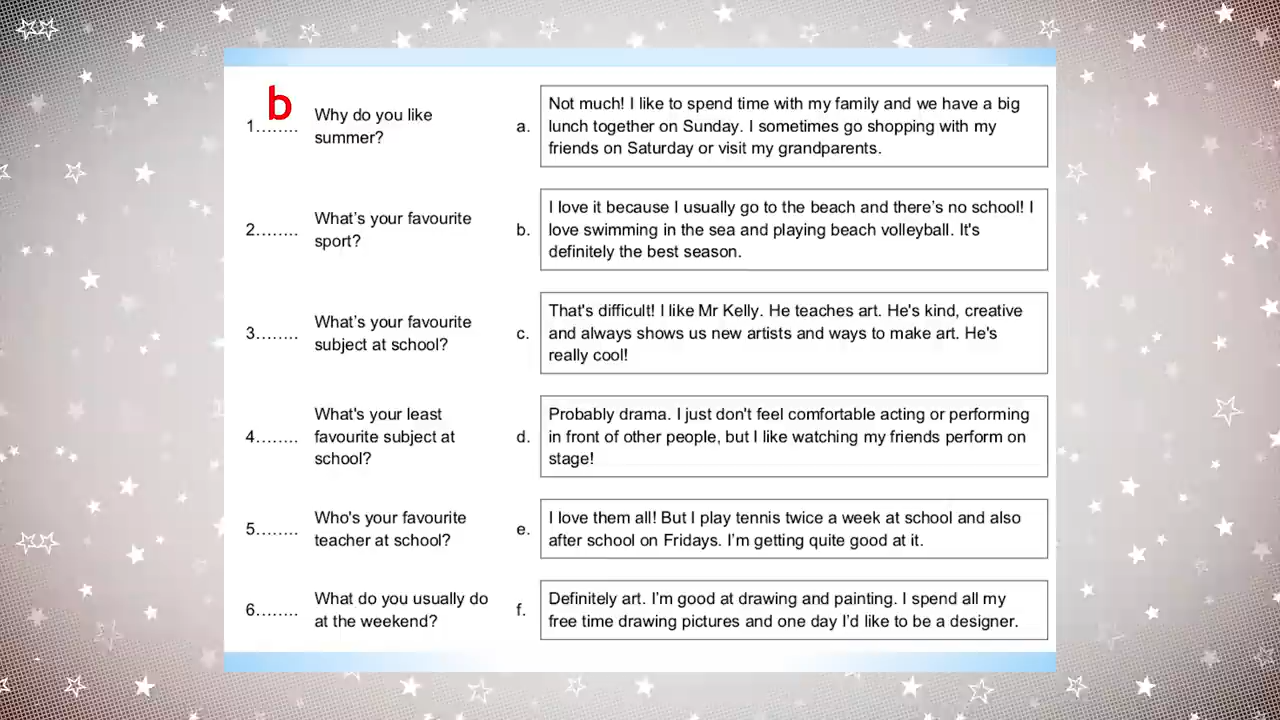 b
1........
Why do you like
summer?
a.
Not much! I like to spend time with my family and we have a big
lunch together on Sunday. I sometimes go shopping with my
friends on Saturday or visit my grandparents.
2........
What’s your favourite
sport?
b.
I love it because I usually go to the beach and there’s no school! I
love swimming in the sea and playing beach volleyball. It's
definitely the best season.
3........
What’s your favourite
subject at school?
c.
That's difficult! I like Mr Kelly. He teaches art. He's kind, creative
and always shows us new artists and ways to make art. He's
really cool!
4........
What's your least
favourite subject at
school?
d.
Probably drama. I just don't feel comfortable acting or performing
in front of other people, but I like watching my friends perform on
stage!
5........
Who's your favourite
teacher at school?
e.
I love them all! But I play tennis twice a week at school and also
after school on Fridays. I’m getting quite good at it.
6........
What do you usually do
at the weekend?
f.
Definitely art. I’m good at drawing and painting. I spend all my
free time drawing pictures and one day I’d like to be a designer.